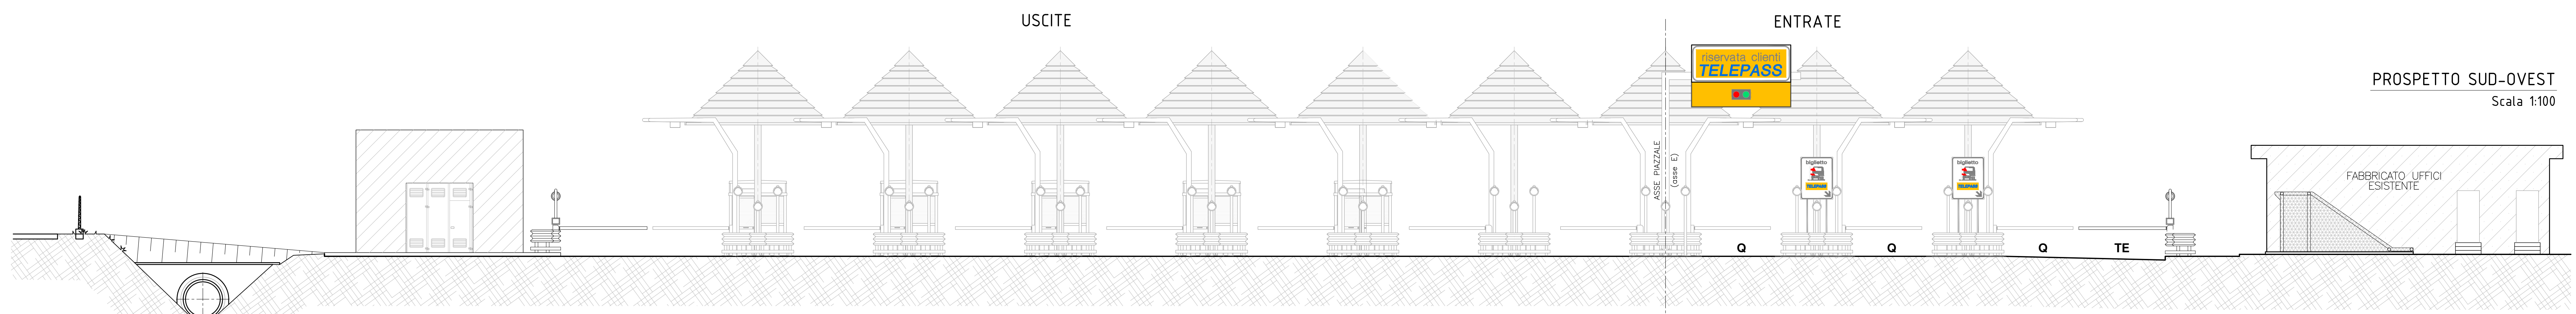 USCITE
ENTRATE
riservata clienti
TELEPASS
PROSPETTO SUD-OVEST
Scala 1:100
ASSE PIAZZALE
(asse E)
biglietto
TELEPASS
biglietto
TELEPASS
FABBRICATO UFFICI
ESISTENTE
Q
Q
Q
TE